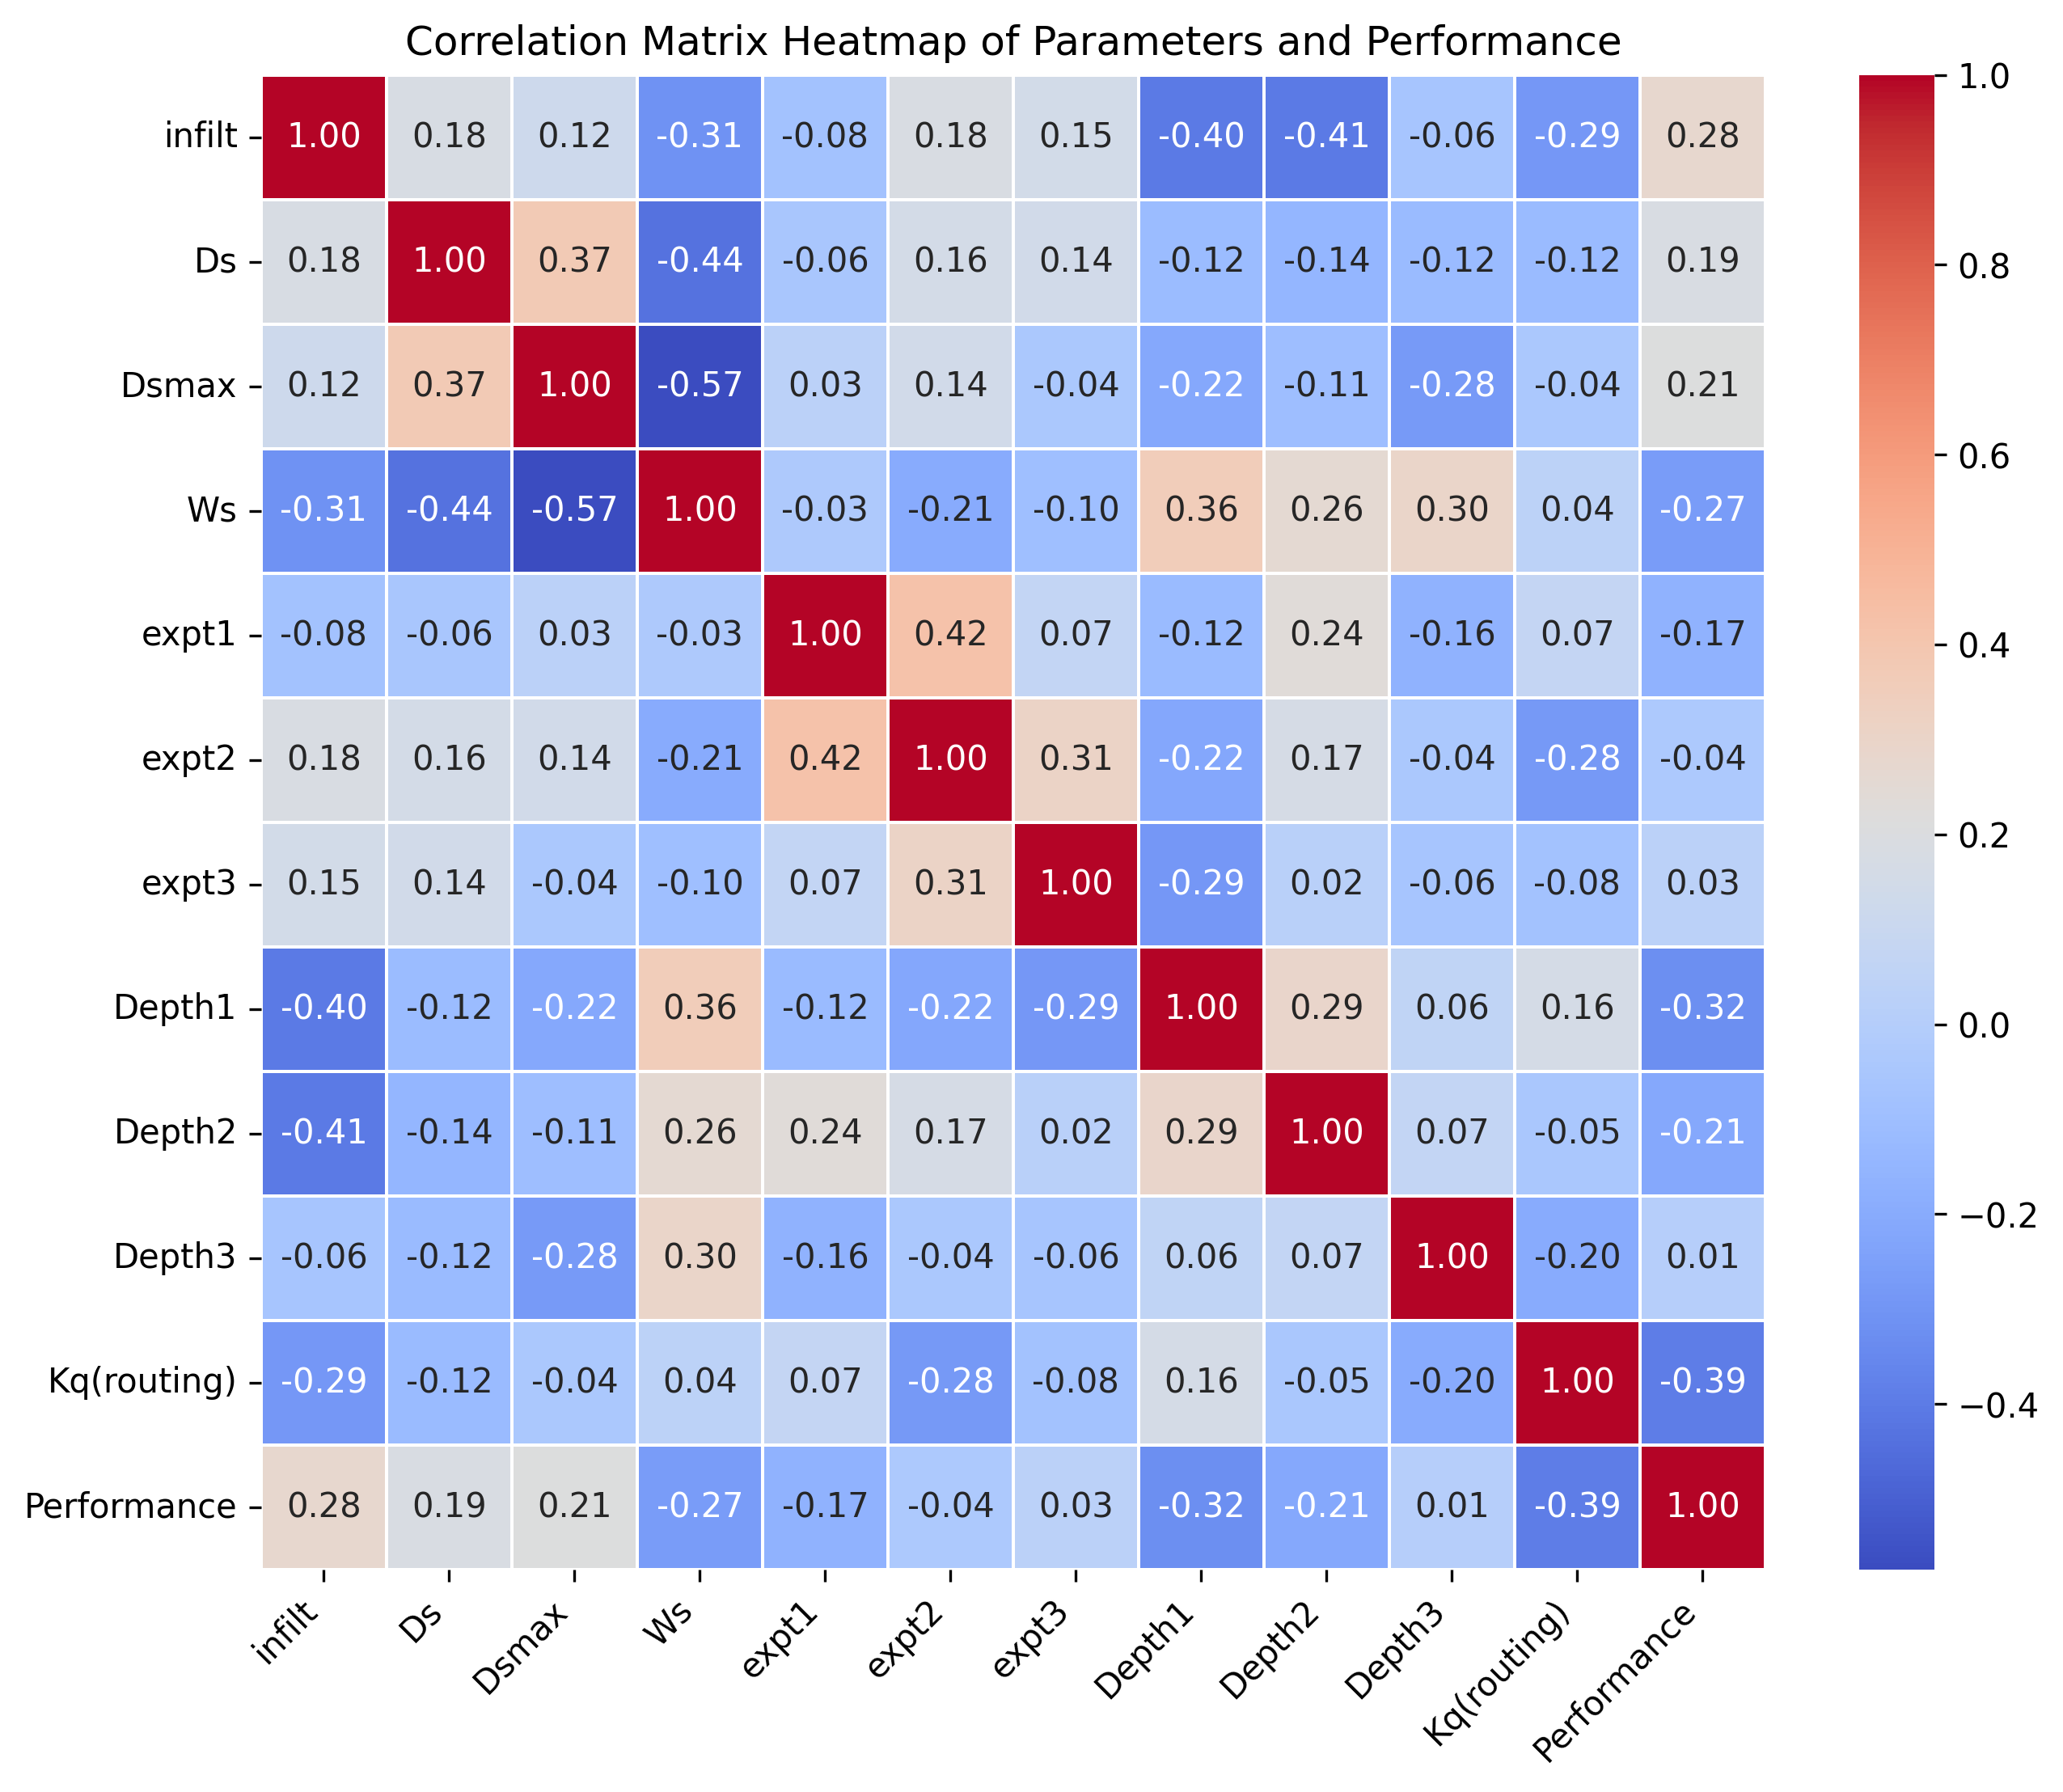 Correlation Matrix Heatmap of Parameters and Performance
infilt 1.00 0.18 0.12 -0.31 -0.08 0.18 0.15 -0.40 -0.41 -0.06 -0.29 0.28
Ds 0.18 1.00 0.37 -0.44 -0.06 0.16 0.14 -0.12 -0.14 -0.12 -0.12 0.19
Dsmax 0.12 0.37 1.00 -0.57 0.03 0.14 -0.04 -0.22 -0.11 -0.28 -0.04 0.21
Ws -0.31 -0.44 -0.57 1.00 -0.03 -0.21 -0.10 0.36 0.26 0.30 0.04 -0.27
expt1 -0.08 -0.06 0.03 -0.03 1.00 0.42 0.07 -0.12 0.24 -0.16 0.07 -0.17
expt2 0.18 0.16 0.14 -0.21 0.42 1.00 0.31 -0.22 0.17 -0.04 -0.28 -0.04
expt3 0.15 0.14 -0.04 -0.10 0.07 0.31 1.00 -0.29 0.02 -0.06 -0.08 0.03
Depth1 -0.40 -0.12 -0.22 0.36 -0.12 -0.22 -0.29 1.00 0.29 0.06 0.16 -0.32
Depth2 -0.41 -0.14 -0.11 0.26 0.24 0.17 0.02 0.29 1.00 0.07 -0.05 -0.21
Depth3 -0.06 -0.12 -0.28 0.30 -0.16 -0.04 -0.06 0.06 0.07 1.00 -0.20 0.01
Kq(routing) -0.29 -0.12 -0.04 0.04 0.07 -0.28 -0.08 0.16 -0.05 -0.20 1.00 -0.39
Performance 0.28 0.19 0.21 -0.27 -0.17 -0.04 0.03 -0.32 -0.21 0.01 -0.39 1.00
infilt Ds Dsmax Ws expt1 expt2 expt3 Depth1 Depth2 Depth3 Kq(routing) Performance
1.0
0.8
0.6
0.4
0.2
0.0
−0.2
−0.4